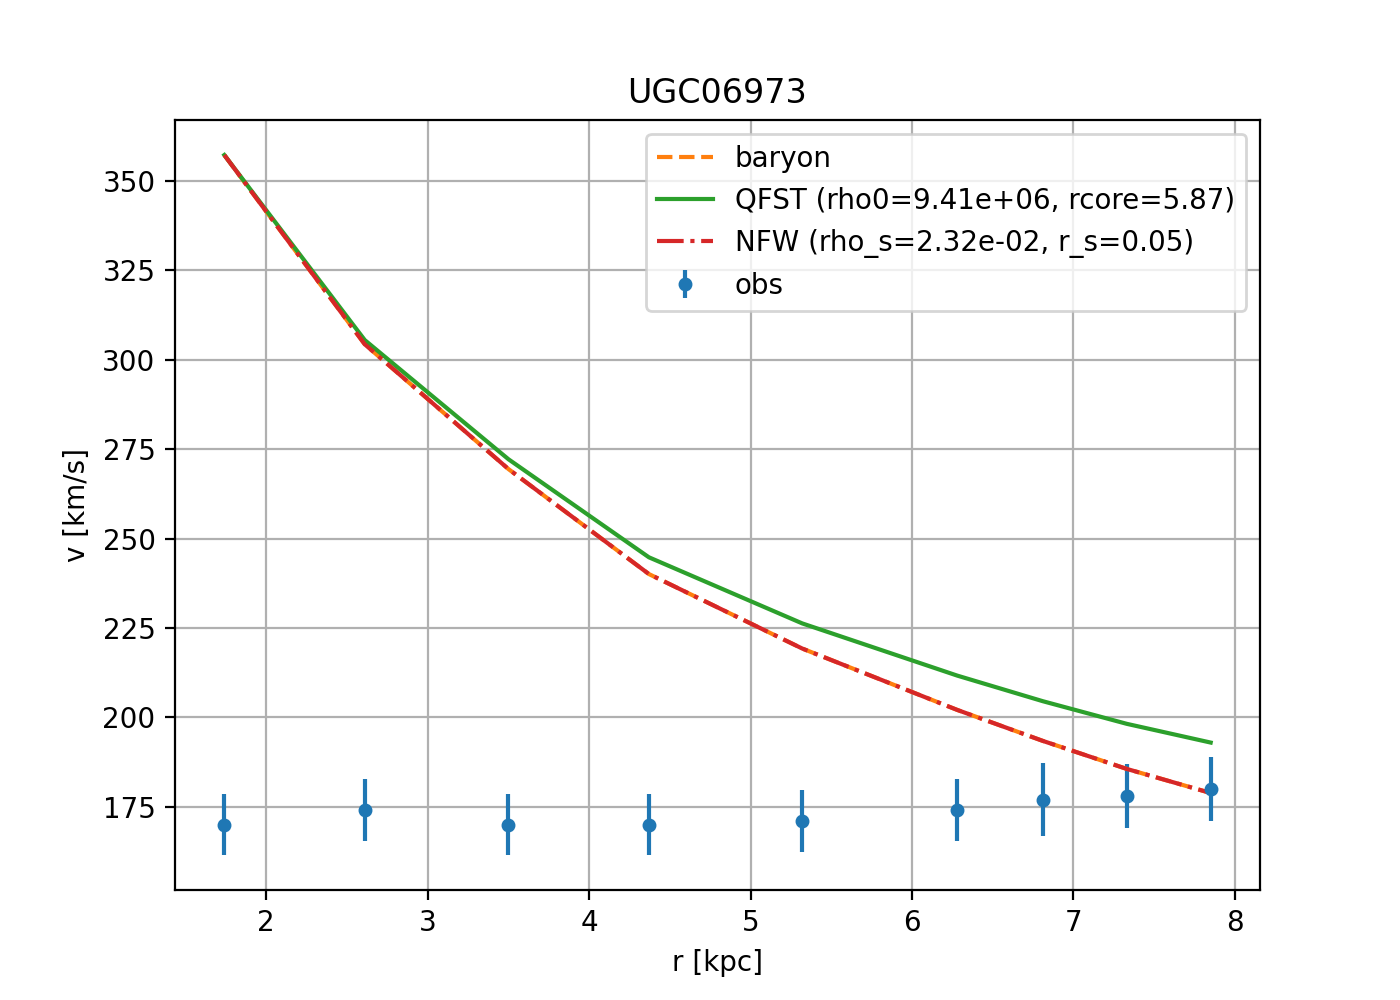 UGC06973
baryon
QFST (rho0=9.41e+06, rcore=5.87)
NFW (rho_s=2.32e-02, r_s=0.05)
obs
350
325
300
275
250
225
200
175
v [km/s]
2 3 4 5 6 7 8
r [kpc]